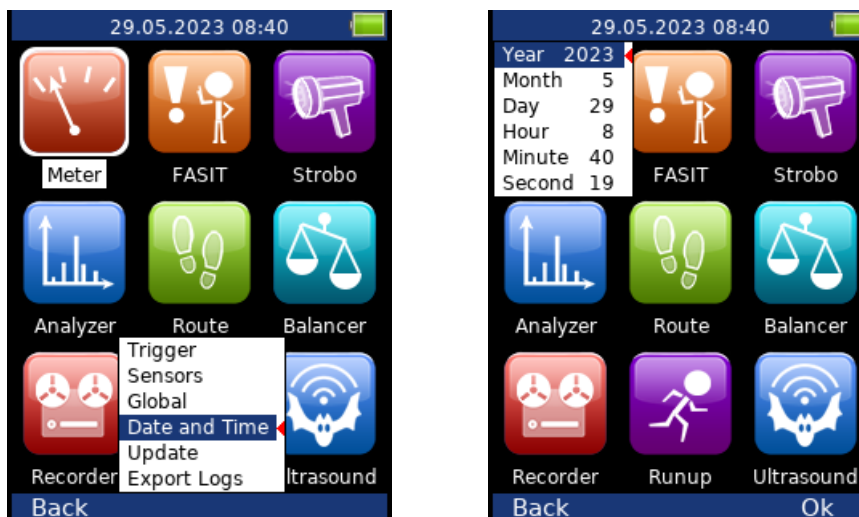 29.05.2023 08:40
Meter
FASIT
Strobo
Analyzer
Route
Balancer
Trigger
Sensors
Global
Date and Time
Update
Export Logs
Recorder
ltrasound
Back
29.05.2023 08:40
Year 2023
Month 5
Day 29
Hour 8
Minute 40
Second 19
FASIT
Strobo
Analyzer
Route
Balancer
Recorder
Runup
Ultrasound
Back
Ok